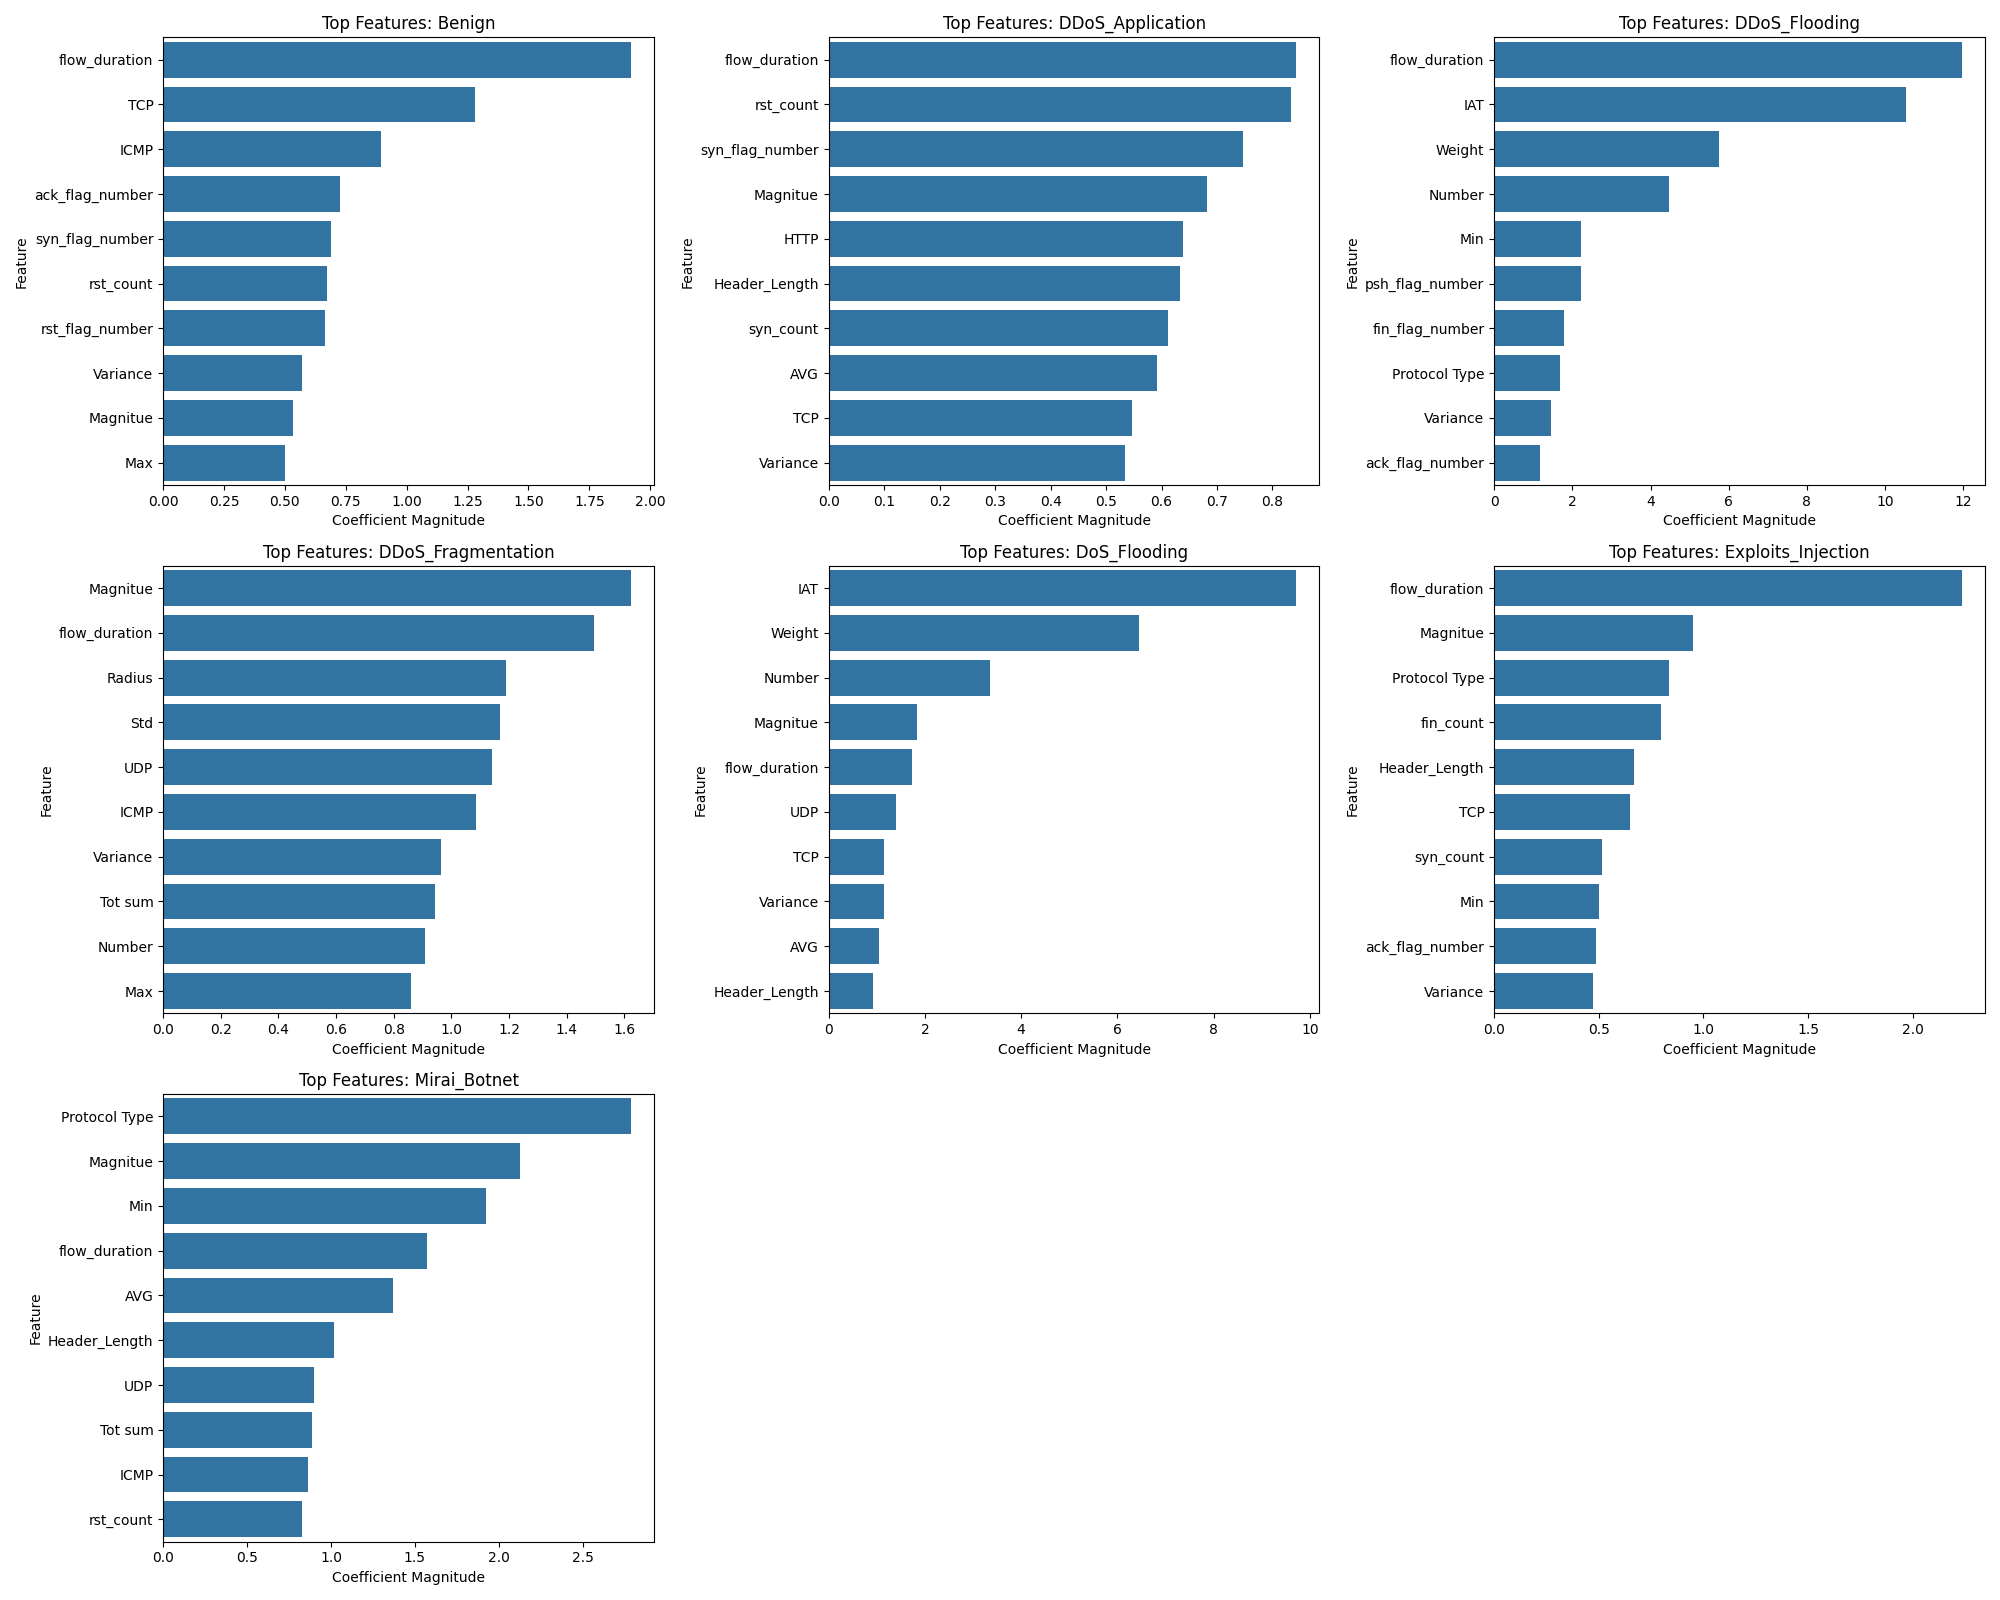 Top Features: Benign
Feature
flow_duration
TCP
ICMP
ack_flag_number
syn_flag_number
rst_count
rst_flag_number
Variance
Magnitue
Max
0.00 0.25 0.50 0.75 1.00 1.25 1.50 1.75 2.00
Coefficient Magnitude
Top Features: DDoS_Application
Feature
flow_duration
rst_count
syn_flag_number
Magnitue
HTTP
Header_Length
syn_count
AVG
TCP
Variance
0.0 0.1 0.2 0.3 0.4 0.5 0.6 0.7 0.8
Coefficient Magnitude
Top Features: DDoS_Flooding
Feature
flow_duration
IAT
Weight
Number
Min
psh_flag_number
fin_flag_number
Protocol Type
Variance
ack_flag_number
0 2 4 6 8 10 12
Coefficient Magnitude
Top Features: DDoS_Fragmentation
Feature
Magnitue
flow_duration
Radius
Std
UDP
ICMP
Variance
Tot sum
Number
Max
0.0 0.2 0.4 0.6 0.8 1.0 1.2 1.4 1.6
Coefficient Magnitude
Top Features: DoS_Flooding
Feature
IAT
Weight
Number
Magnitue
flow_duration
UDP
TCP
Variance
AVG
Header_Length
0 2 4 6 8 10
Coefficient Magnitude
Top Features: Exploits_Injection
Feature
flow_duration
Magnitue
Protocol Type
fin_count
Header_Length
TCP
syn_count
Min
ack_flag_number
Variance
0.0 0.5 1.0 1.5 2.0
Coefficient Magnitude
Top Features: Mirai_Botnet
Feature
Protocol Type
Magnitue
Min
flow_duration
AVG
Header_Length
UDP
Tot sum
ICMP
rst_count
0.0 0.5 1.0 1.5 2.0 2.5
Coefficient Magnitude